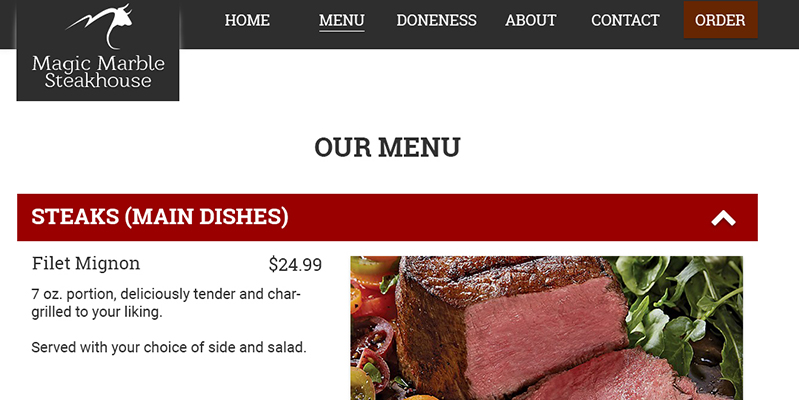 HOME MENU DONENESS ABOUT CONTACT ORDER
Magic Marble
Steakhouse
OUR MENU
STEAKS (MAIN DISHES)
Filet Mignon $24.99
7 oz. portion, deliciously tender and char-
grilled to your liking.
Served with your choice of side and salad.